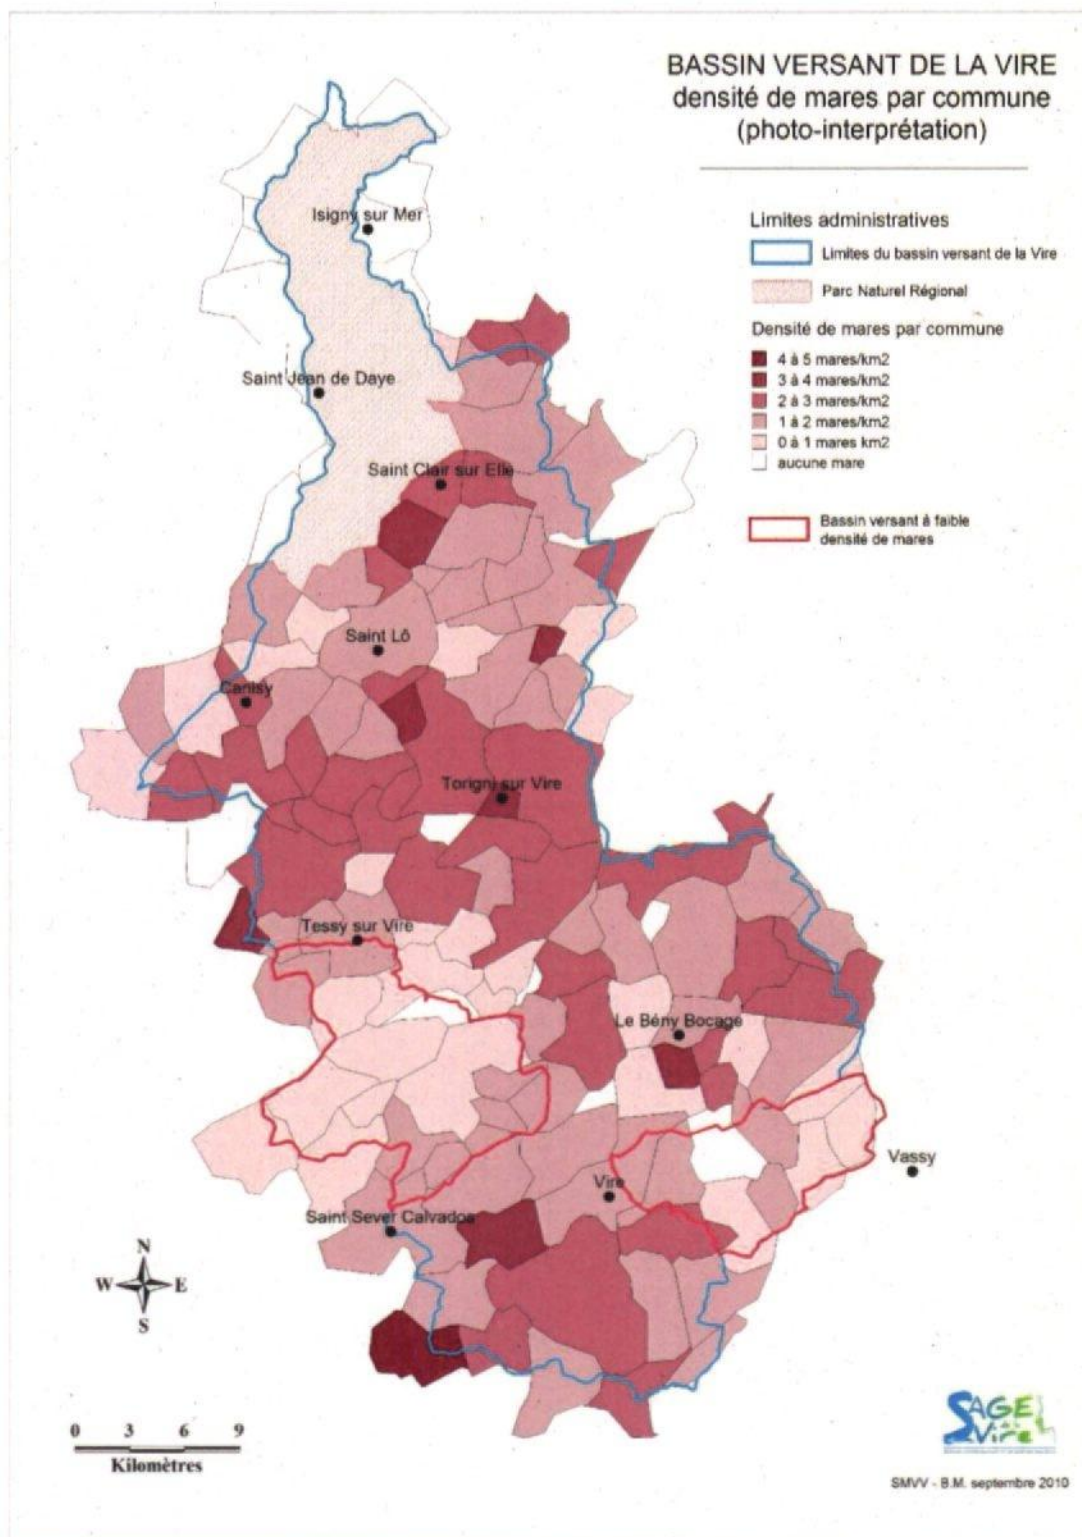 BASSIN VERSANT DE LA VIRE
densité de mares par commune
(photo-interprétation)
Limites administratives
Limites du bassin versant de la Vire
Parc Naturel Régional
Densité de mares par commune
4 à 5 mares/km2
3 à 4 mares/km2
2 à 3 mares/km2
1 à 2 mares/km2
0 à 1 mares km2
aucune mare
Bassin versant à faible
densité de mares
Isigny sur Mer
Saint Jean de Daye
Saint Clair sur Elle
Saint Lô
Canisy
Torigni sur Vire
Tessy sur Vire
Le Bény Bocage
Vassy
Vire
Saint Sever Calvados
N
W E
S
0 3 6 9
Kilomètres
SAGE
Vire
SMVV - B.M. septembre 2010